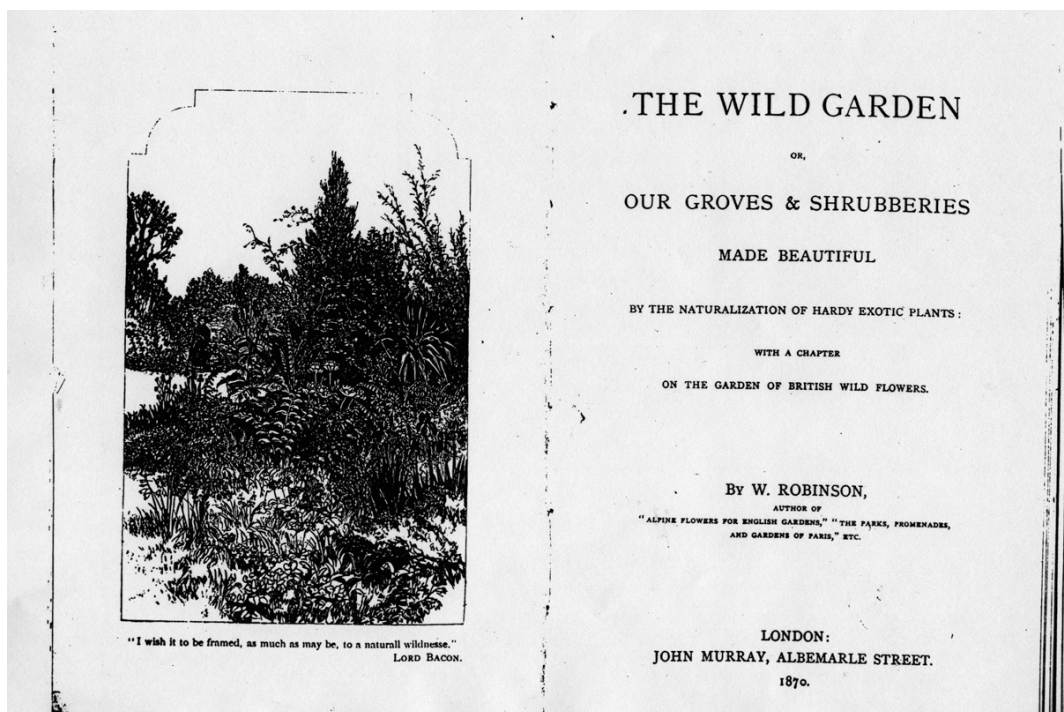 "I wish it to be framed, as much as may be, to a naturall wildnesse."
LORD BACON.
THE WILD GARDEN
OR,
OUR GROVES & SHRUBBERIES
MADE BEAUTIFUL
BY THE NATURALIZATION OF HARDY EXOTIC PLANTS:
WITH A CHAPTER
ON THE GARDEN OF BRITISH WILD FLOWERS.
BY W. ROBINSON,
AUTHOR OF
"ALPINE FLOWERS FOR ENGLISH GARDENS," "THE PARKS, PROMENADES,
AND GARDENS OF PARIS," ETC.
LONDON:
JOHN MURRAY, ALBEMARLE STREET.
1870.